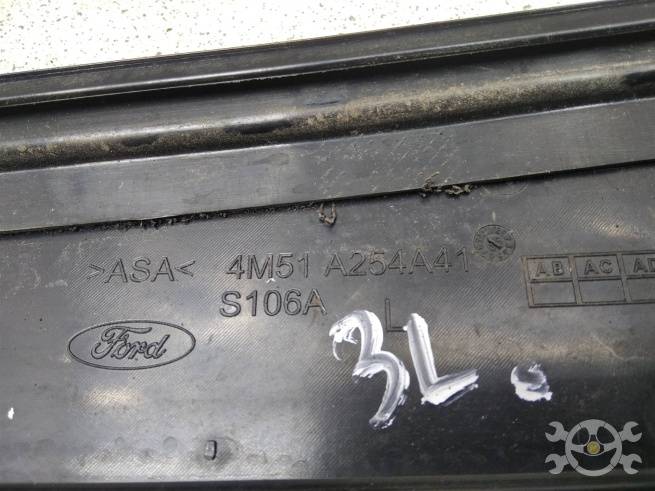 >ASA< 4M51 A254A41
AB AC AD
S106A L
Ford
3L.